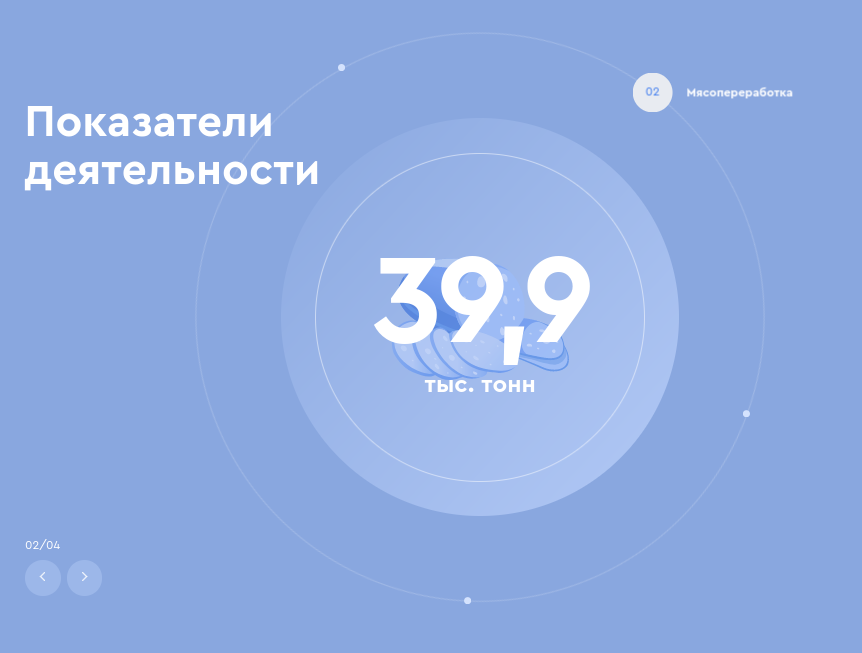 Показатели
деятельности
02
Мясопереработка
39,9
тыс. тонн
02/04